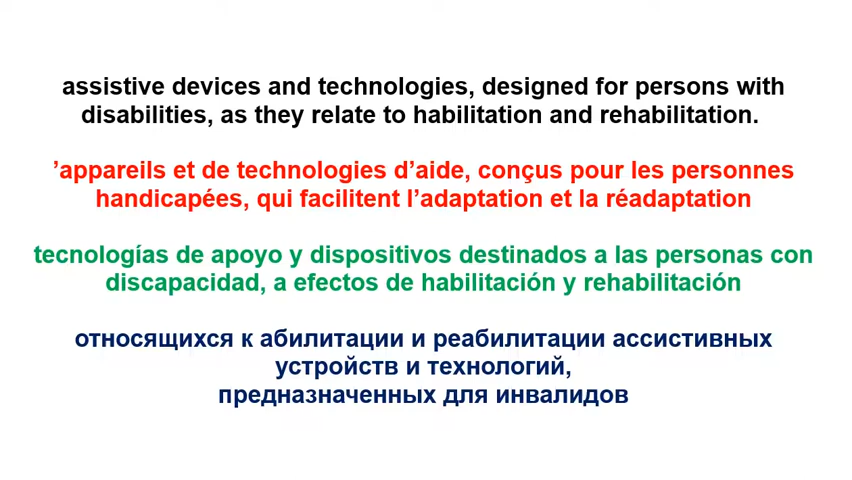 assistive devices and technologies, designed for persons with
disabilities, as they relate to habilitation and rehabilitation.
’appareils et de technologies d’aide, conçus pour les personnes
handicapées, qui facilitent l’adaptation et la réadaptation
tecnologías de apoyo y dispositivos destinados a las personas con
discapacidad, a efectos de habilitación y rehabilitación
относящихся к абилитации и реабилитации ассистивных
устройств и технологий,
предназначенных для инвалидов